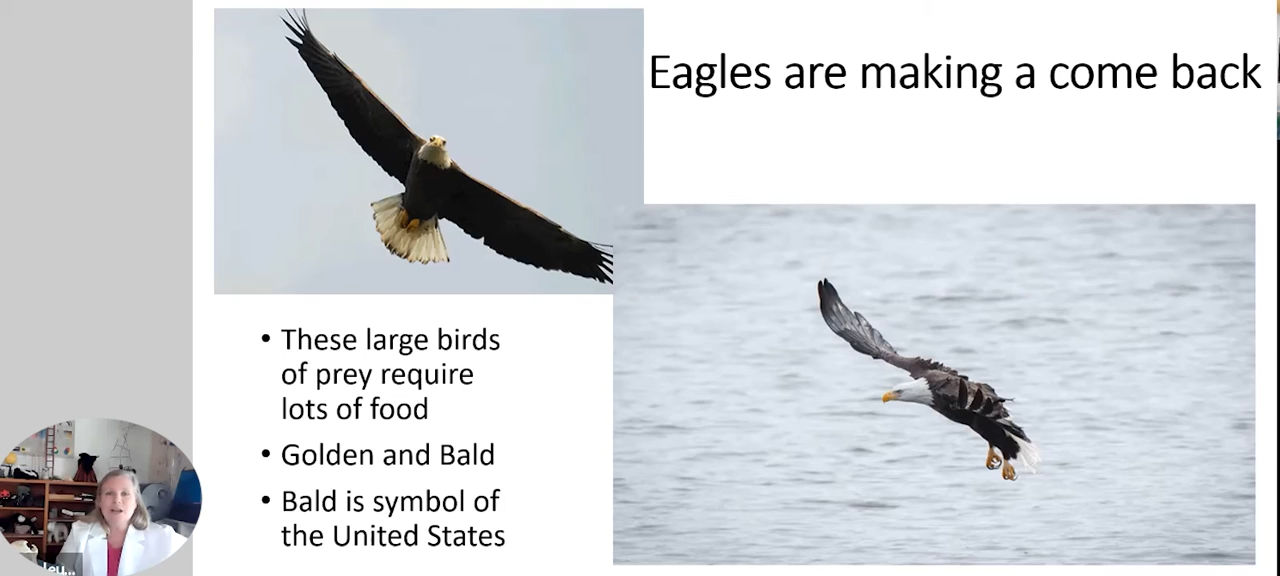 Eagles are making a come back
• These large birds
of prey require
lots of food
• Golden and Bald
• Bald is symbol of
the United States